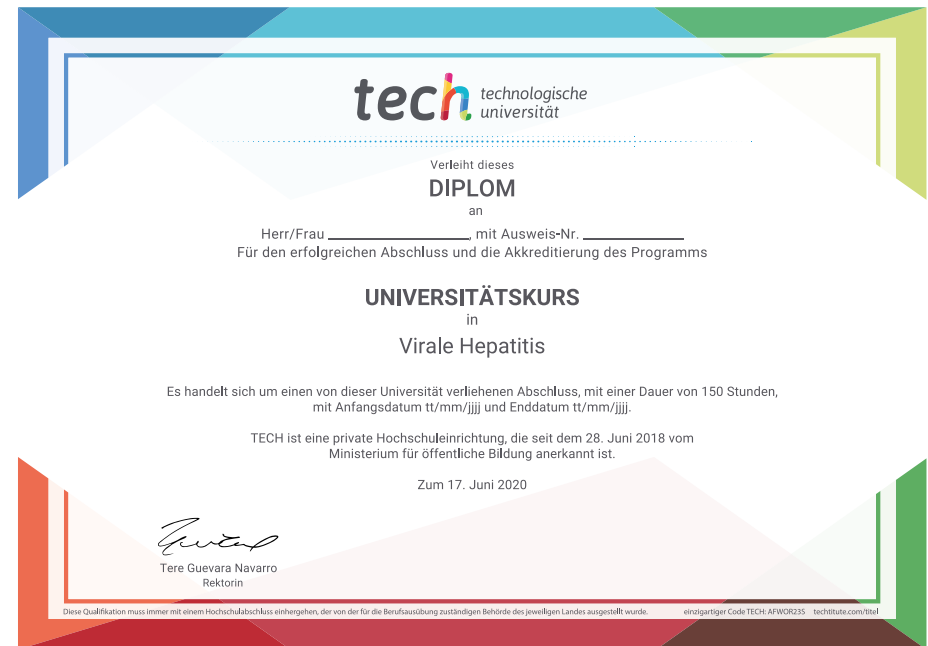 tech technologische
universität
Verleiht dieses
DIPLOM
an
Herr/Frau ____________________, mit Ausweis-Nr. ______________
Für den erfolgreichen Abschluss und die Akkreditierung des Programms
UNIVERSITÄTSKURS
in
Virale Hepatitis
Es handelt sich um einen von dieser Universität verliehenen Abschluss, mit einer Dauer von 150 Stunden,
mit Anfangsdatum tt/mm/jjjj und Enddatum tt/mm/jjjj.
TECH ist eine private Hochschuleinrichtung, die seit dem 28. Juni 2018 vom
Ministerium für öffentliche Bildung anerkannt ist.
Zum 17. Juni 2020
Tere Guevara Navarro
Rektorin
Diese Qualifikation muss immer mit einem Hochschulabschluss einhergehen, der von der für die Berufsausübung zuständigen Behörde des jeweiligen Landes ausgestellt wurde. einzigartiger Code TECH: AFWOR23S techtitute.com/titel